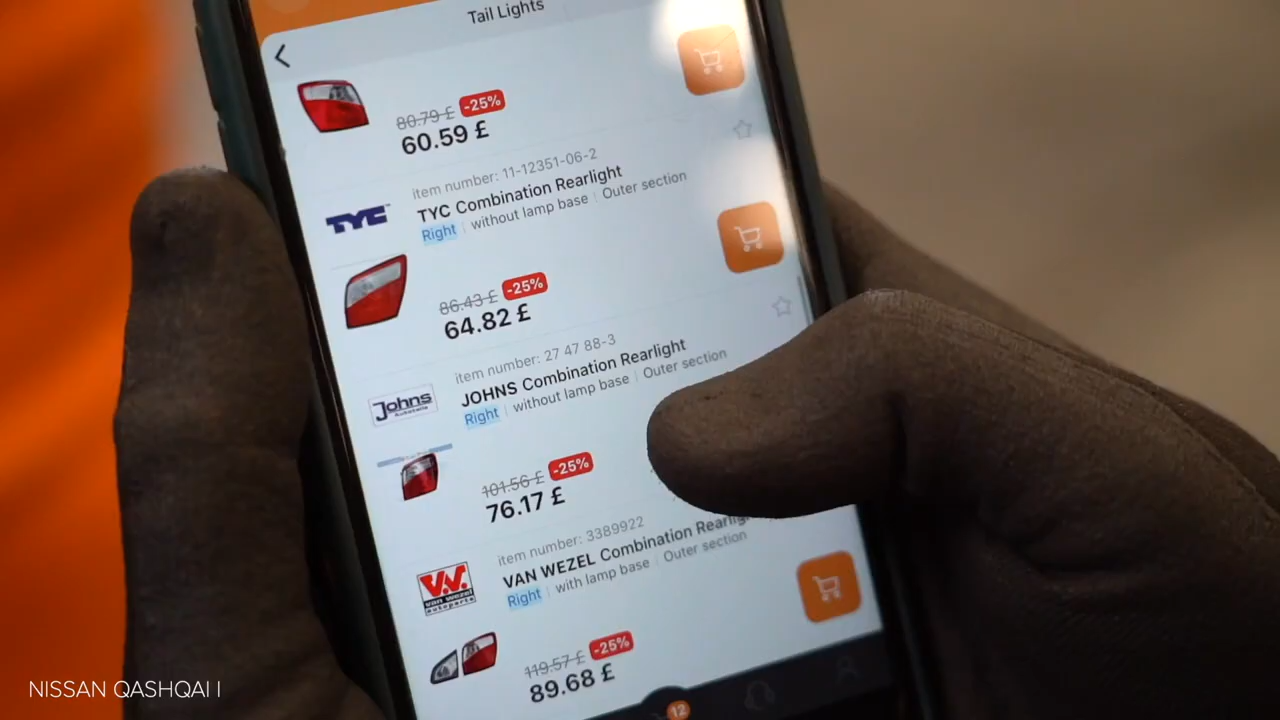 Tail Lights
80.79 £ -25%
60.59 £
item number: 11-12351-06-2
TYC
TYC Combination Rearlight
Right | without lamp base | Outer section
86.43 £ -25%
64.82 £
item number: 27 47 88-3
Johns
JOHNS Combination Rearlight
Right | without lamp base | Outer section
101.56 £ -25%
76.17 £
item number: 3389922
van wezel
autoparts
VAN WEZEL Combination
Right | with lamp base | Outer section
119.57 £ -25%
89.68 £
12
NISSAN QASHQAI I